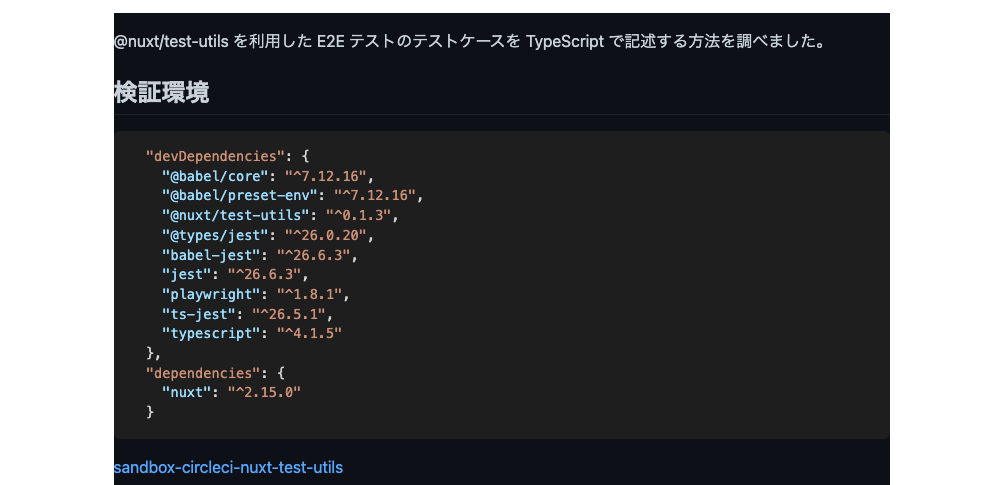 @nuxt/test-utils を利用した E2E テストのテストケースを TypeScript で記述する方法を調べました。
検証環境
"devDependencies": {
"@babel/core": "^7.12.16",
"@babel/preset-env": "^7.12.16",
"@nuxt/test-utils": "^0.1.3",
"@types/jest": "^26.0.20",
"babel-jest": "^26.6.3",
"jest": "^26.6.3",
"playwright": "^1.8.1",
"ts-jest": "^26.5.1",
"typescript": "^4.1.5"
},
"dependencies": {
"nuxt": "^2.15.0"
}
sandbox-circleci-nuxt-test-utils